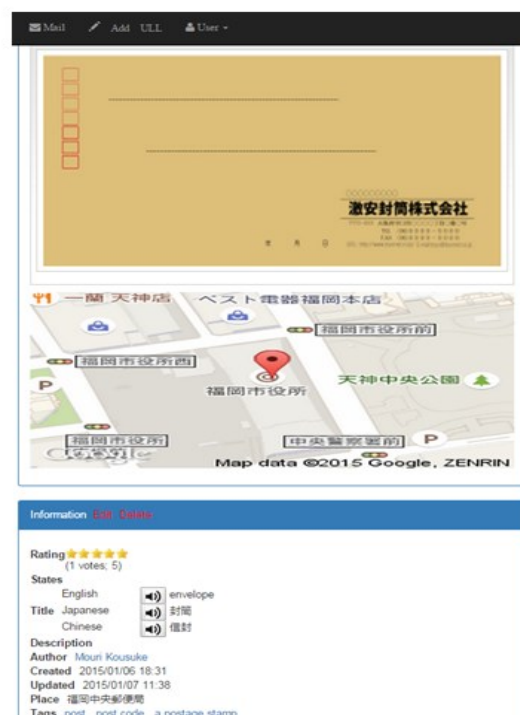 Mail Add ULL User
激安封筒株式会社
年 月 日
一蘭 天神店 ベスト電器福岡本店
福岡市役所前
福岡市役所西
P
福岡市役所
天神中央公園
福岡市役所
中央警察署前 P
Google
Map data ©2015 Google, ZENRIN
Information Edit Delete
Rating
(1 votes; 5)
States
English envelope
Title Japanese 封筒
Chinese 信封
Description
Author Mouri Kousuke
Created 2015/01/06 18:31
Updated 2015/01/07 11:38
Place 福岡中央郵便局
Tags post post code a postage stamp